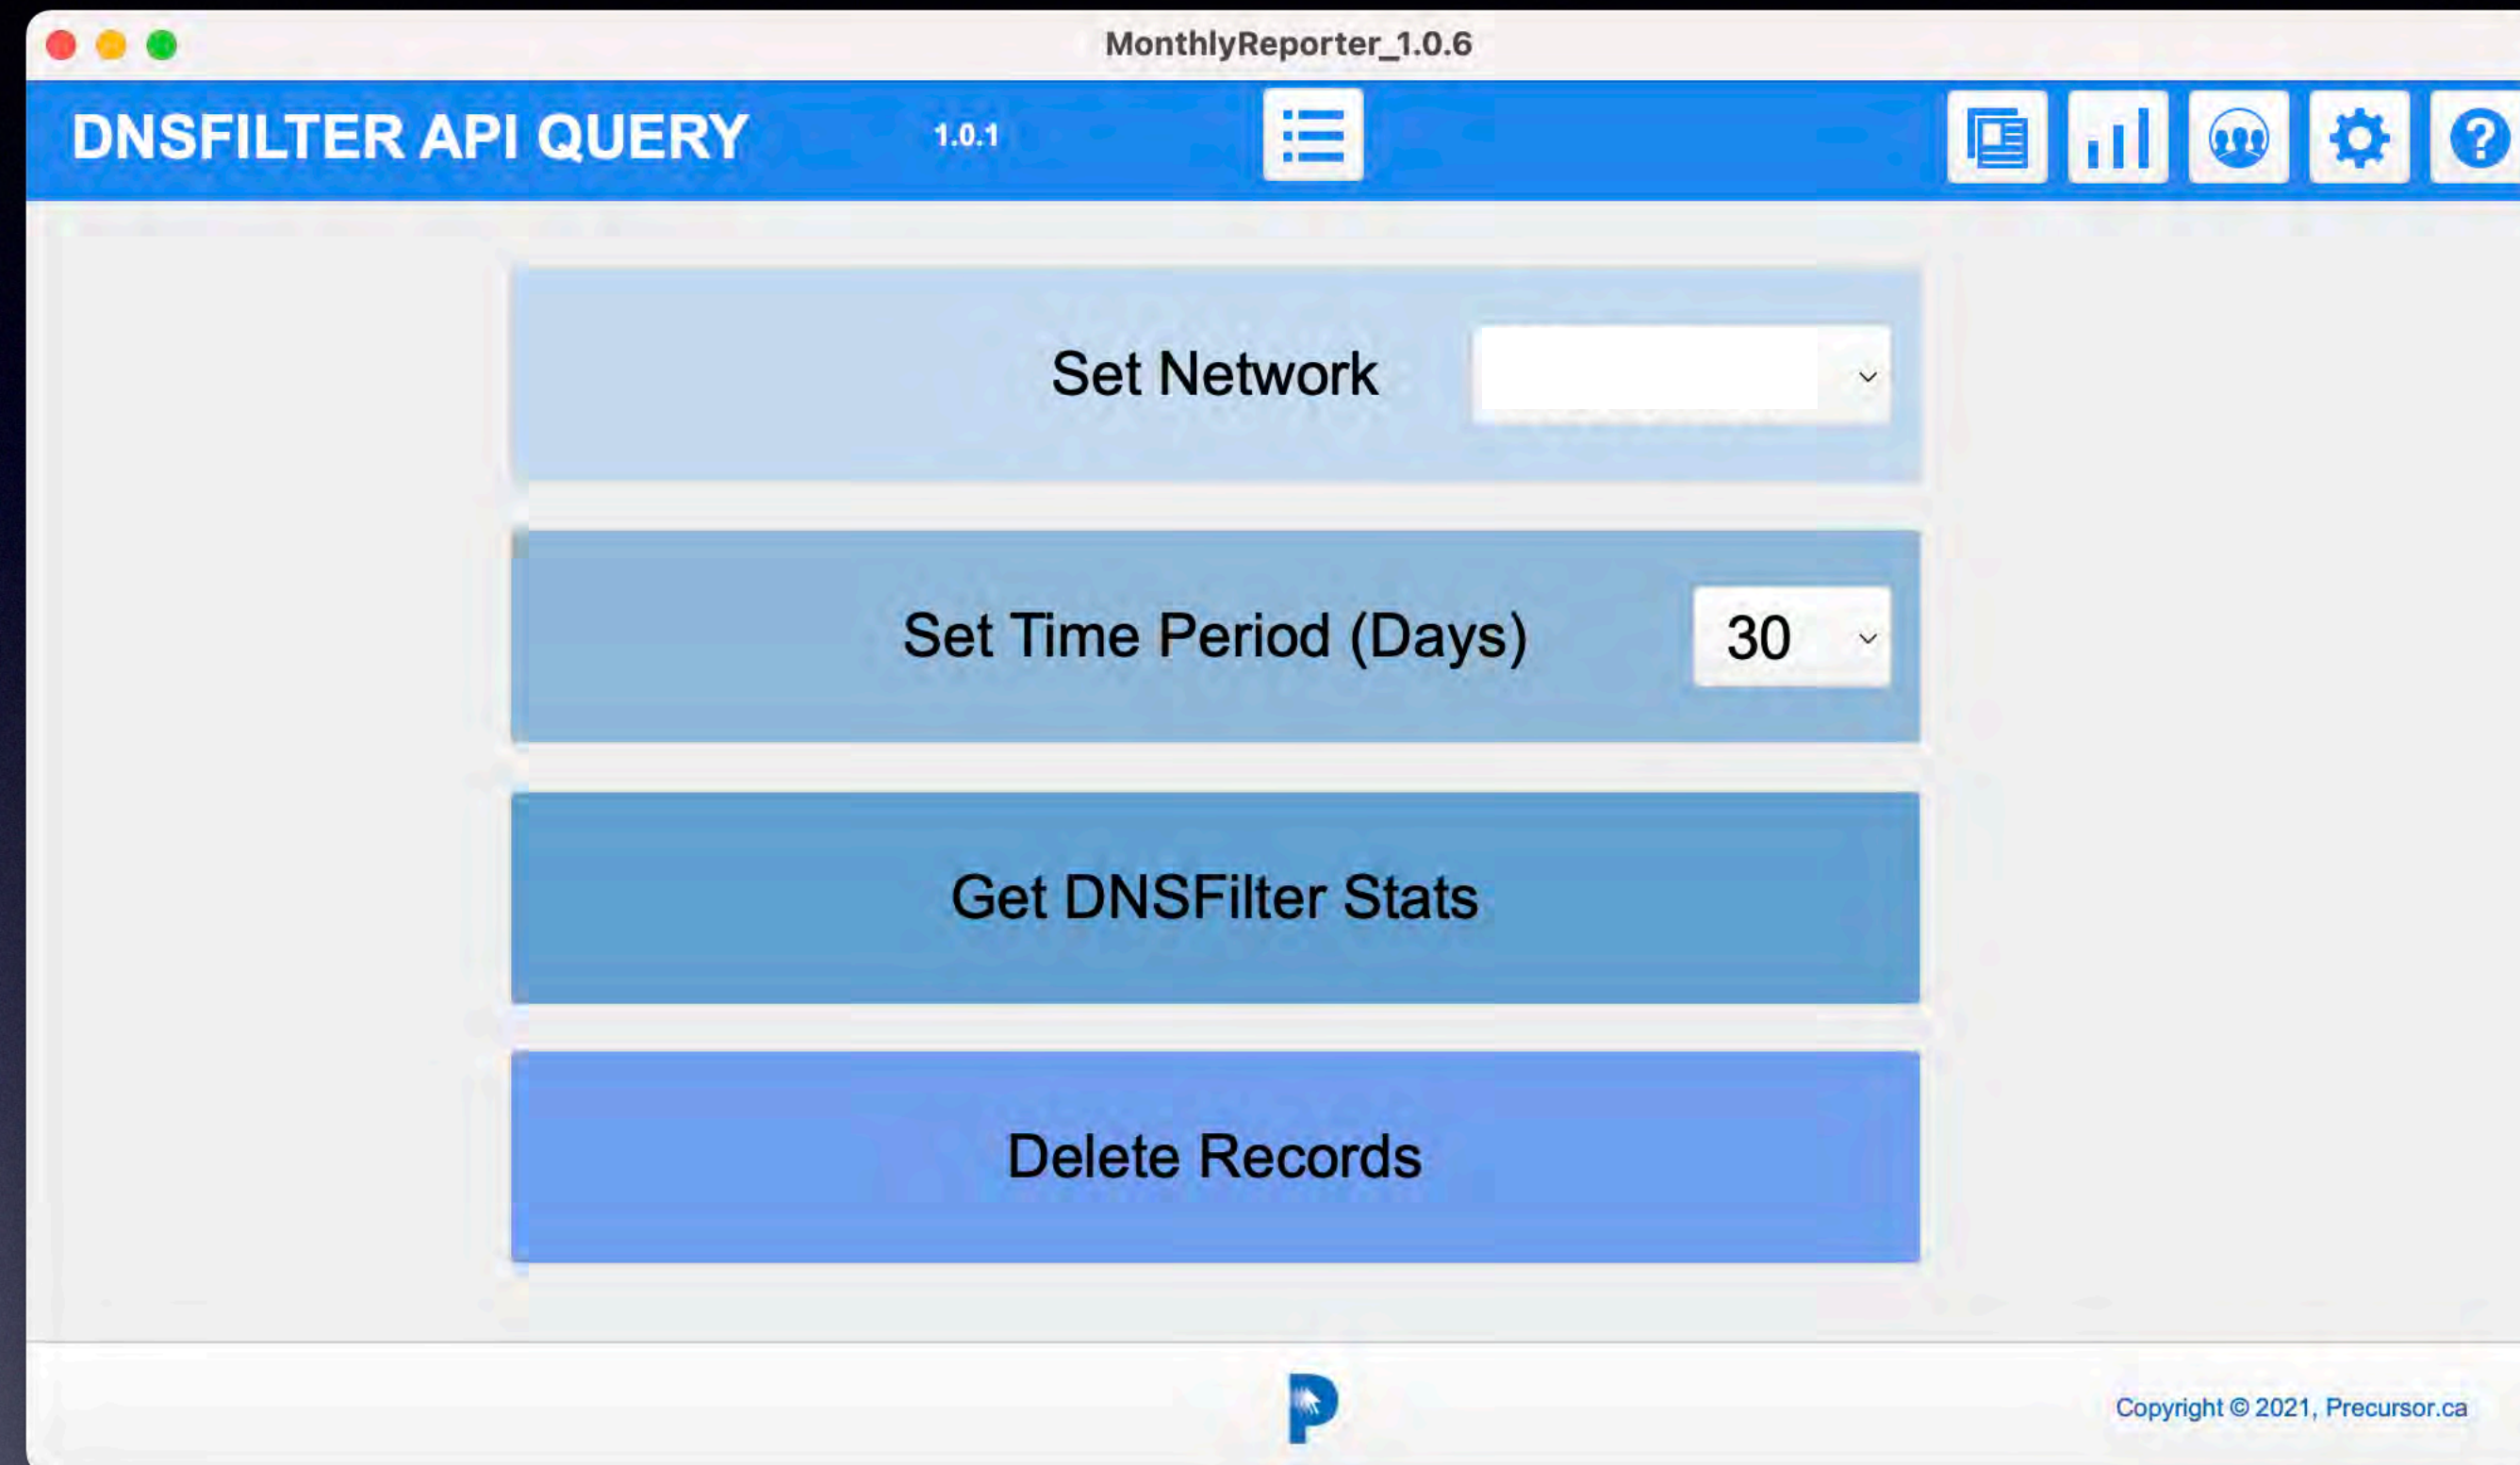 MonthlyReporter_1.0.6
DNSFILTER API QUERY 1.0.1
Set Network
Set Time Period (Days) 30
Get DNSFilter Stats
Delete Records
Copyright © 2021, Precursor.ca